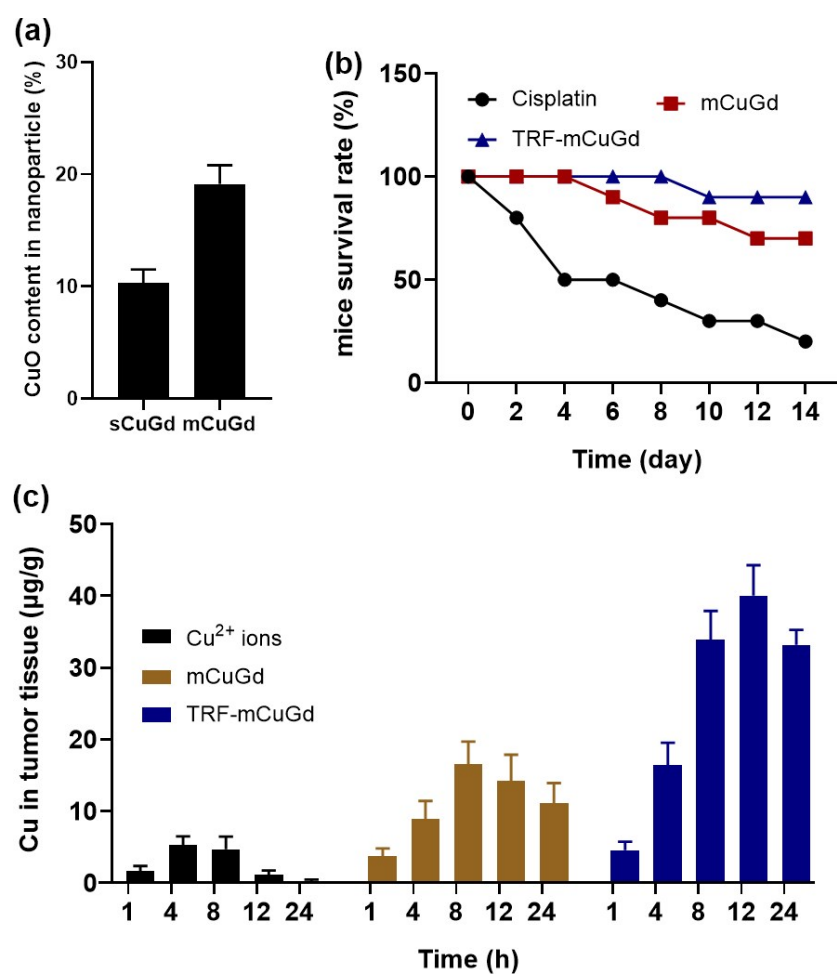 (a)
CuO content in nanoparticle (%)
30
20
10
0
sCuGd mCuGd
(b)
mice survival rate (%)
150
100
50
0
Cisplatin
mCuGd
TRF-mCuGd
0 2 4 6 8 10 12 14
Time (day)
(c)
Cu in tumor tissue (µg/g)
50
40
30
20
10
0
Cu²⁺ ions
mCuGd
TRF-mCuGd
1 4 8 12 24 1 4 8 12 24 1 4 8 12 24
Time (h)